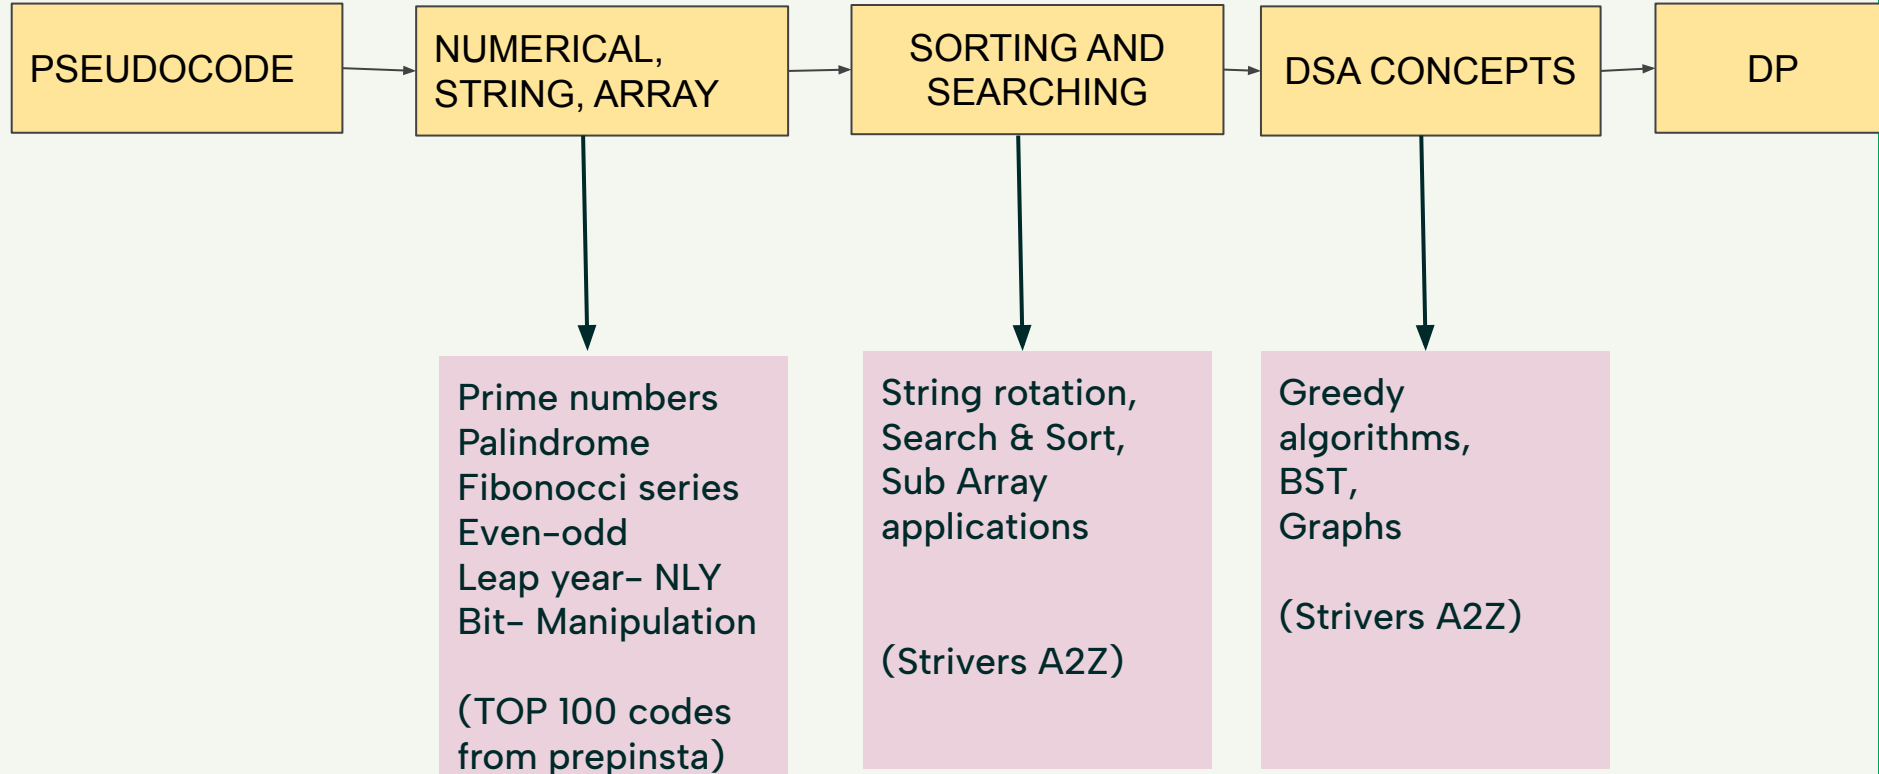 PSEUDOCODE
NUMERICAL,
STRING, ARRAY
SORTING AND
SEARCHING
DSA CONCEPTS
DP
Prime numbers
Palindrome
Fibonocci series
Even-odd
Leap year- NLY
Bit- Manipulation
(TOP 100 codes
from prepinsta)
String rotation,
Search & Sort,
Sub Array
applications
(Strivers A2Z)
Greedy
algorithms,
BST,
Graphs
(Strivers A2Z)